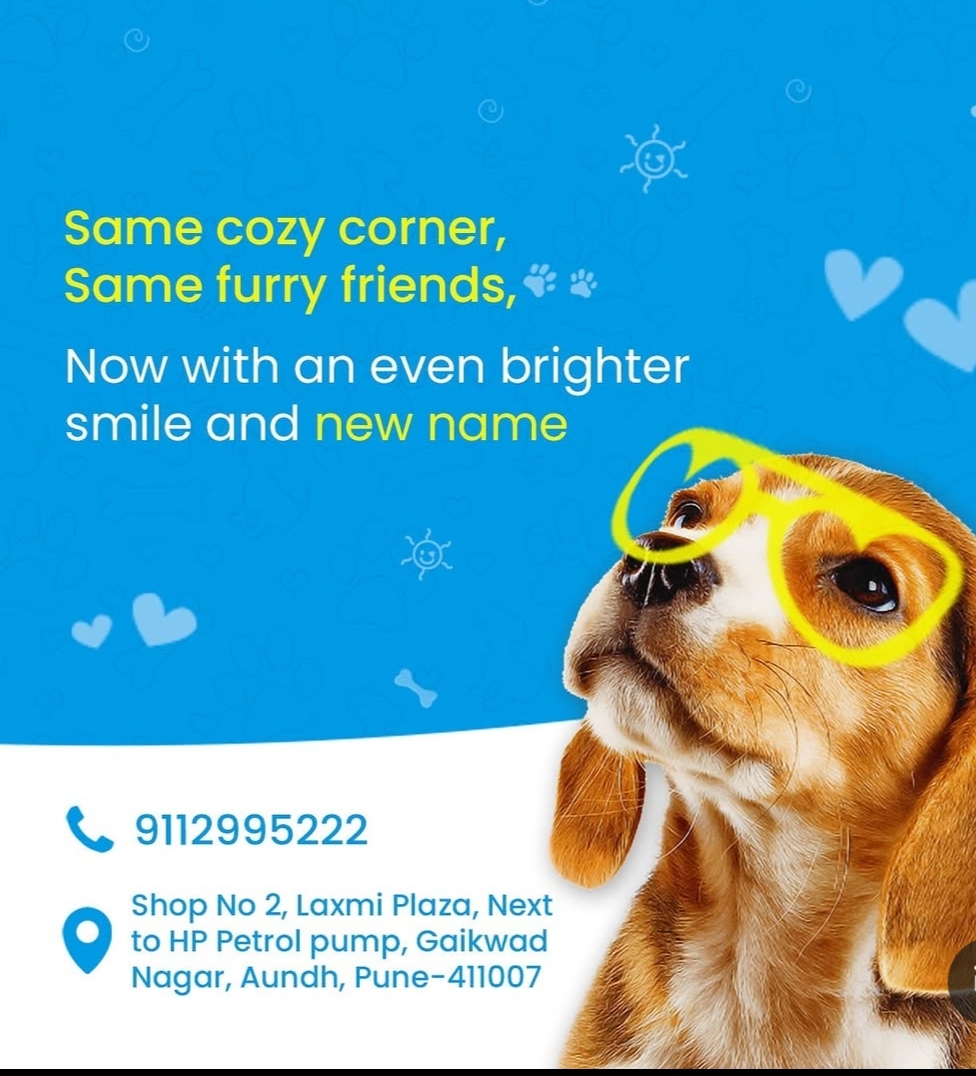 Same cozy corner,
Same furry friends,
Now with an even brighter
smile and new name
9112995222
Shop No 2, Laxmi Plaza, Next
to HP Petrol pump, Gaikwad
Nagar, Aundh, Pune-411007